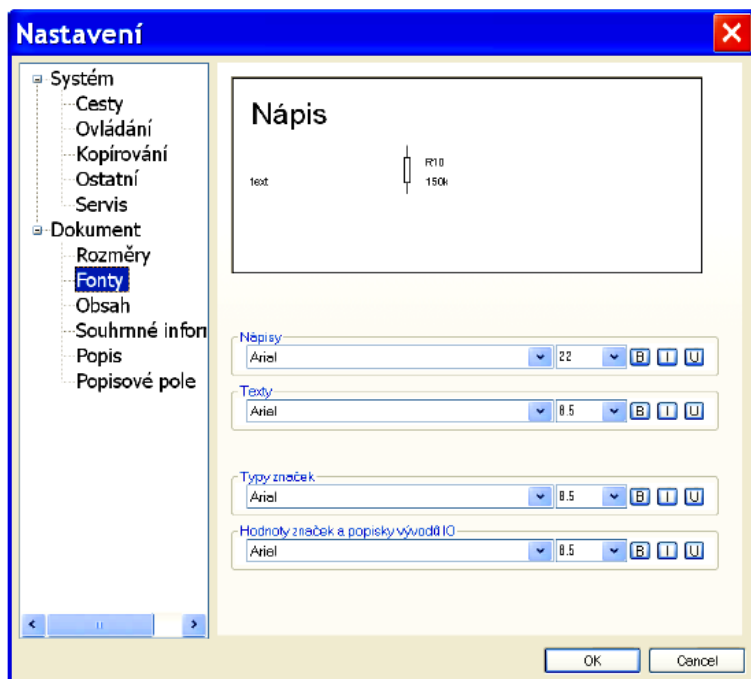 Nastavení
Systém
Cesty
Ovládání
Kopírování
Ostatní
Servis
Dokument
Rozměry
Fonty
Obsah
Souhrnné infor
Popis
Popisové pole
Nápis
text
R10
150k
Nápisy
Arial 22 B I U
Texty
Arial 8.5 B I U
Typy značek
Arial 8.5 B I U
Hodnoty značek a popisky vývodů IO
Arial 8.5 B I U
OK Cancel